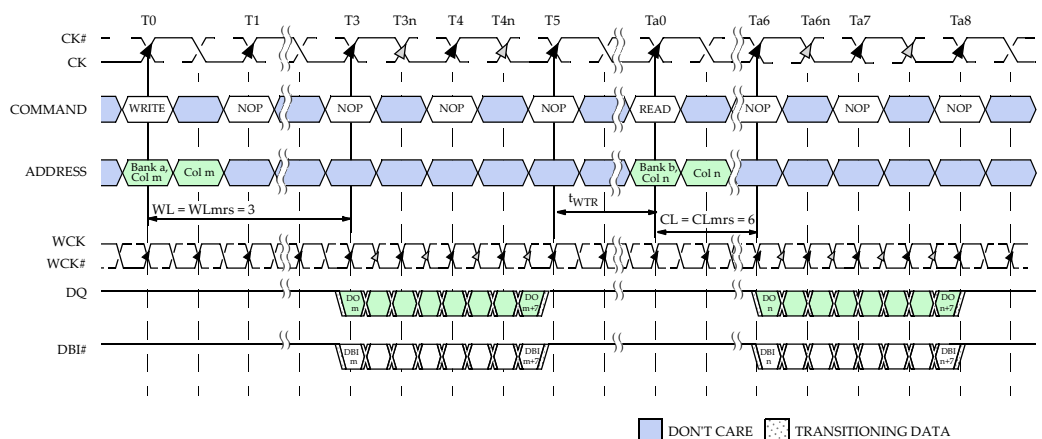 T0 T1 T3 T3n T4 T4n T5 Ta0 Ta6 Ta6n Ta7 Ta8
CK#
CK
COMMAND WRITE NOP NOP NOP NOP READ NOP NOP NOP
ADDRESS Bank a, Col m Col m Bank b, Col n Col n
WL = WLmrs = 3
tWTR
CL = CLmrs = 6
WCK
WCK#
DQ DO m DO m+7 DO n DO n+7
DBI# DBI m DBI m+7 DBI n DBI n+7
DON'T CARE TRANSITIONING DATA